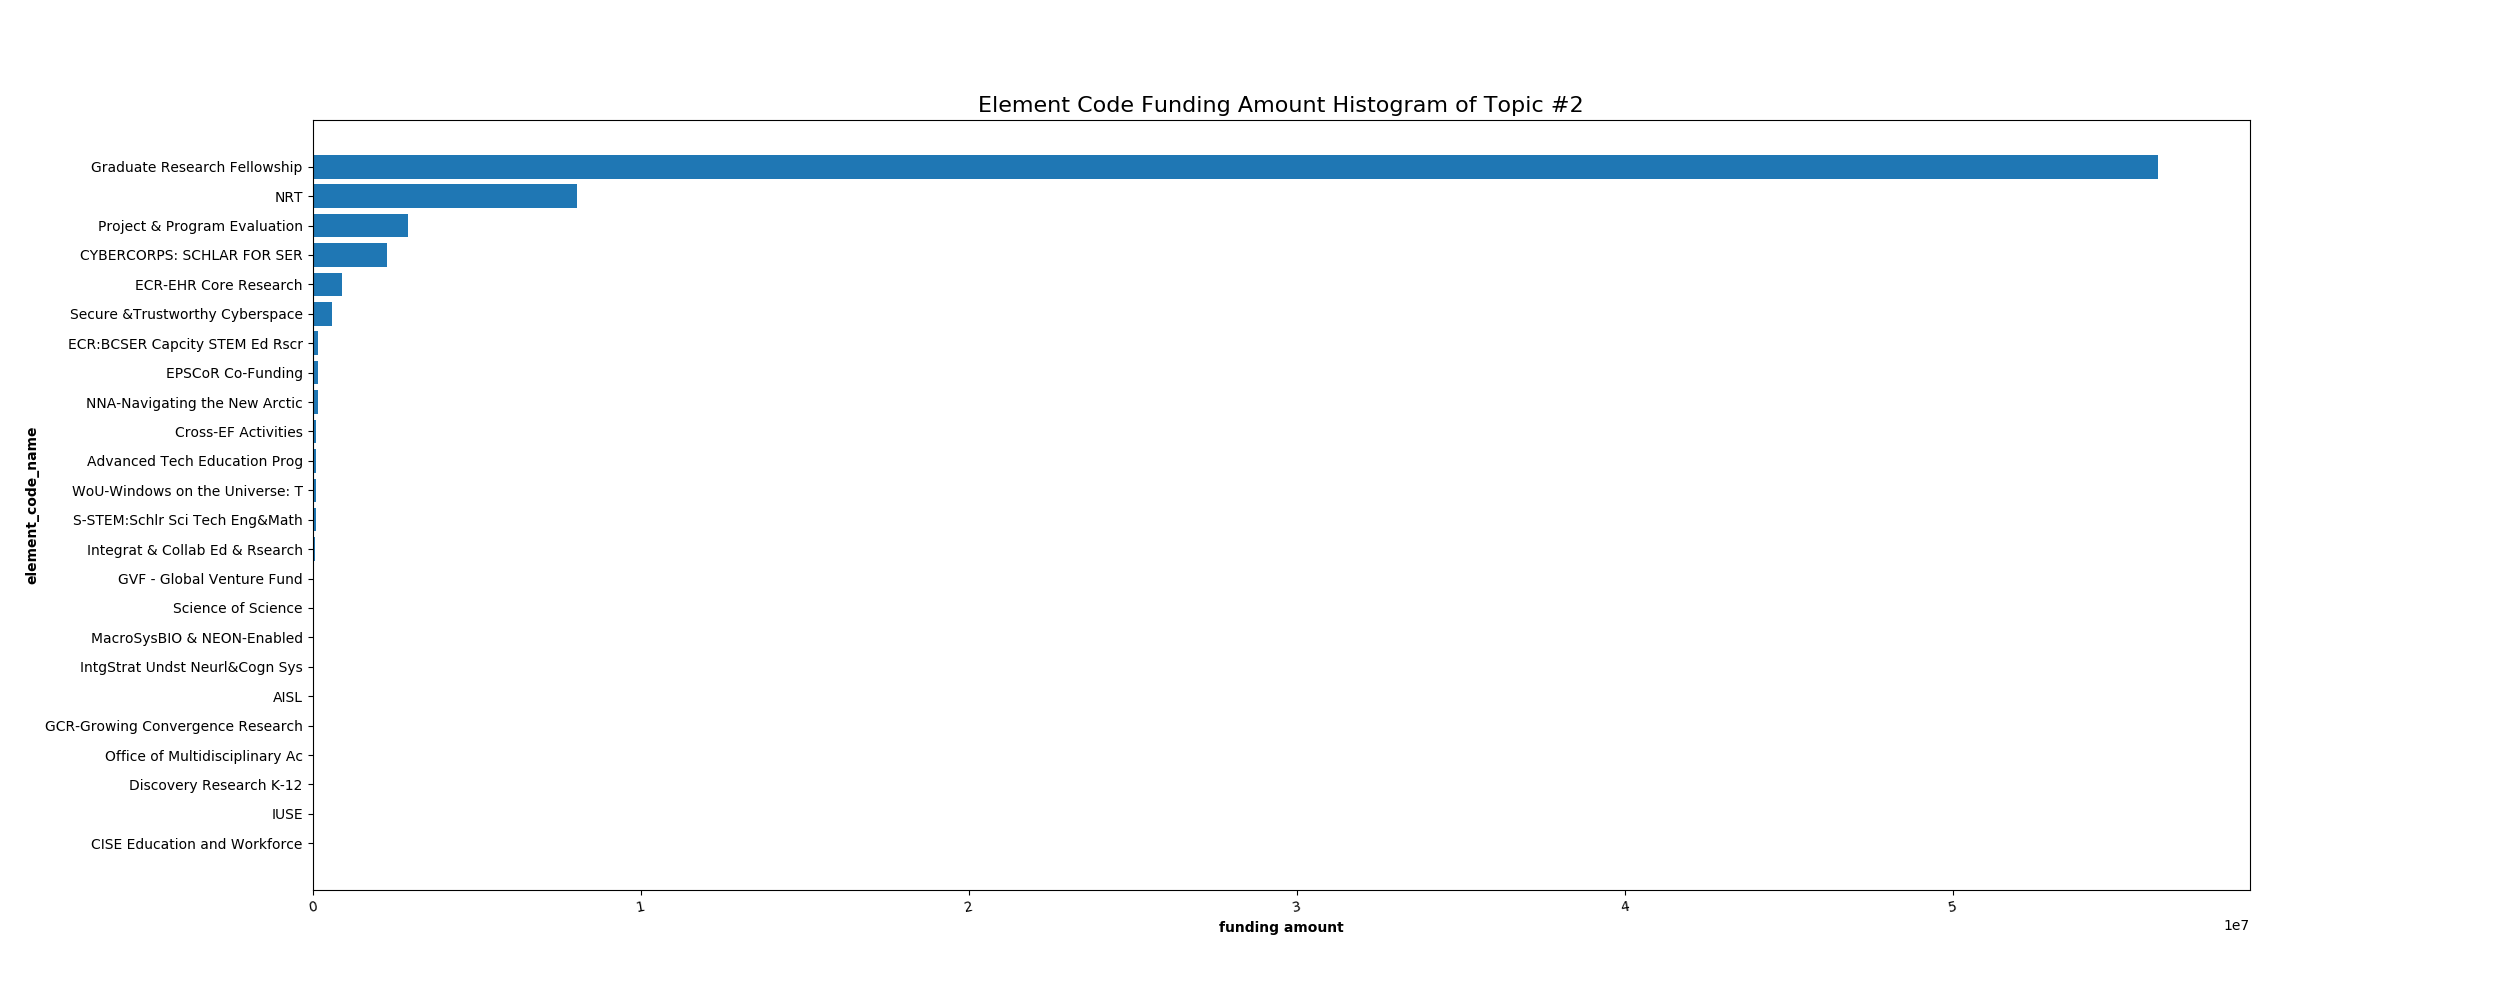 Element Code Funding Amount Histogram of Topic #2
element_code_name
Graduate Research Fellowship
NRT
Project & Program Evaluation
CYBERCORPS: SCHLAR FOR SER
ECR-EHR Core Research
Secure &Trustworthy Cyberspace
ECR:BCSER Capcity STEM Ed Rscr
EPSCoR Co-Funding
NNA-Navigating the New Arctic
Cross-EF Activities
Advanced Tech Education Prog
WoU-Windows on the Universe: T
S-STEM:Schlr Sci Tech Eng&Math
Integrat & Collab Ed & Rsearch
GVF - Global Venture Fund
Science of Science
MacroSysBIO & NEON-Enabled
IntgStrat Undst Neurl&Cogn Sys
AISL
GCR-Growing Convergence Research
Office of Multidisciplinary Ac
Discovery Research K-12
IUSE
CISE Education and Workforce
0 1 2 3 4 5
funding amount
1e7